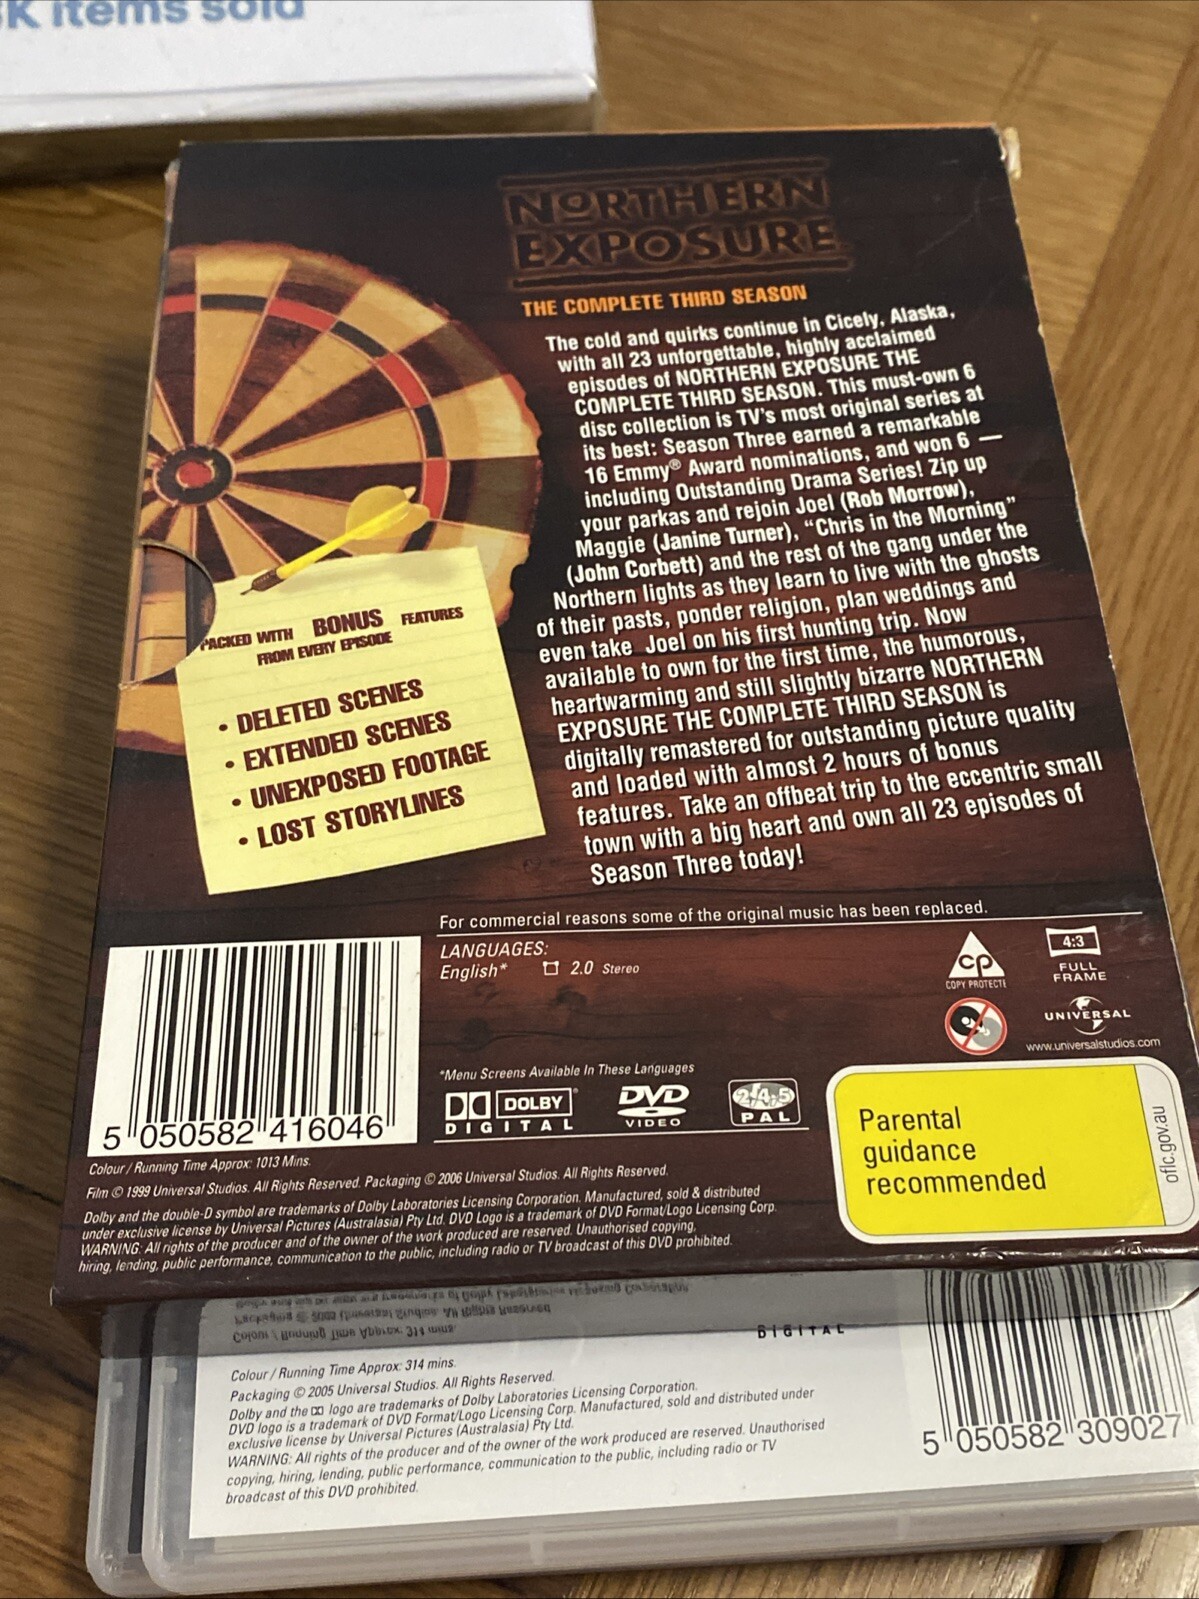 K items sold
NORTHERN
EXPOSURE
THE COMPLETE THIRD SEASON
The cold and quirks continue in Cicely, Alaska,
with all 23 unforgettable, highly acclaimed
episodes of NORTHERN EXPOSURE THE
COMPLETE THIRD SEASON. This must-own 6
disc collection is TV's most original series at
its best: Season Three earned a remarkable
16 Emmy® Award nominations, and won 6 —
including Outstanding Drama Series! Zip up
your parkas and rejoin Joel (Rob Morrow),
Maggie (Janine Turner), "Chris in the Morning"
(John Corbett) and the rest of the gang under the
Northern lights as they learn to live with the ghosts
of their pasts, ponder religion, plan weddings and
even take Joel on his first hunting trip. Now
available to own for the first time, the humorous,
heartwarming and still slightly bizarre NORTHERN
EXPOSURE THE COMPLETE THIRD SEASON is
digitally remastered for outstanding picture quality
and loaded with almost 2 hours of bonus
features. Take an offbeat trip to the eccentric small
town with a big heart and own all 23 episodes of
Season Three today!
PACKED WITH BONUS FEATURES
FROM EVERY EPISODE
• DELETED SCENES
• EXTENDED SCENES
• UNEXPOSED FOOTAGE
• LOST STORYLINES
For commercial reasons some of the original music has been replaced.
LANGUAGES:
English* 2.0 Stereo
CP
COPY PROTECTE
4:3
FULL
FRAME
UNIVERSAL
www.universalstudios.com
*Menu Screens Available In These Languages
DOLBY
DIGITAL
DVD
VIDEO
2,4,5
PAL
Parental
guidance
recommended
oflc.gov.au
5 050582 416046
Colour / Running Time Approx: 1013 Mins.
Film © 1999 Universal Studios. All Rights Reserved. Packaging © 2006 Universal Studios. All Rights Reserved.
Dolby and the double-D symbol are trademarks of Dolby Laboratories Licensing Corporation. Manufactured, sold & distributed
under exclusive license by Universal Pictures (Australasia) Pty Ltd. DVD Logo is a trademark of DVD Format/Logo Licensing Corp.
WARNING: All rights of the producer and of the owner of the work produced are reserved. Unauthorised copying,
hiring, lending, public performance, communication to the public, including radio or TV broadcast of this DVD prohibited.
DIGITAL
Colour / Running Time Approx: 314 mins.
Packaging © 2005 Universal Studios. All Rights Reserved.
Dolby and the logo are trademarks of Dolby Laboratories Licensing Corporation.
DVD logo is a trademark of DVD Format/Logo Licensing Corp. Manufactured, sold and distributed under
exclusive license by Universal Pictures (Australasia) Pty Ltd.
WARNING: All rights of the producer and of the owner of the work produced are reserved. Unauthorised
copying, hiring, lending, public performance, communication to the public, including radio or TV
broadcast of this DVD prohibited.
5 050582 309027